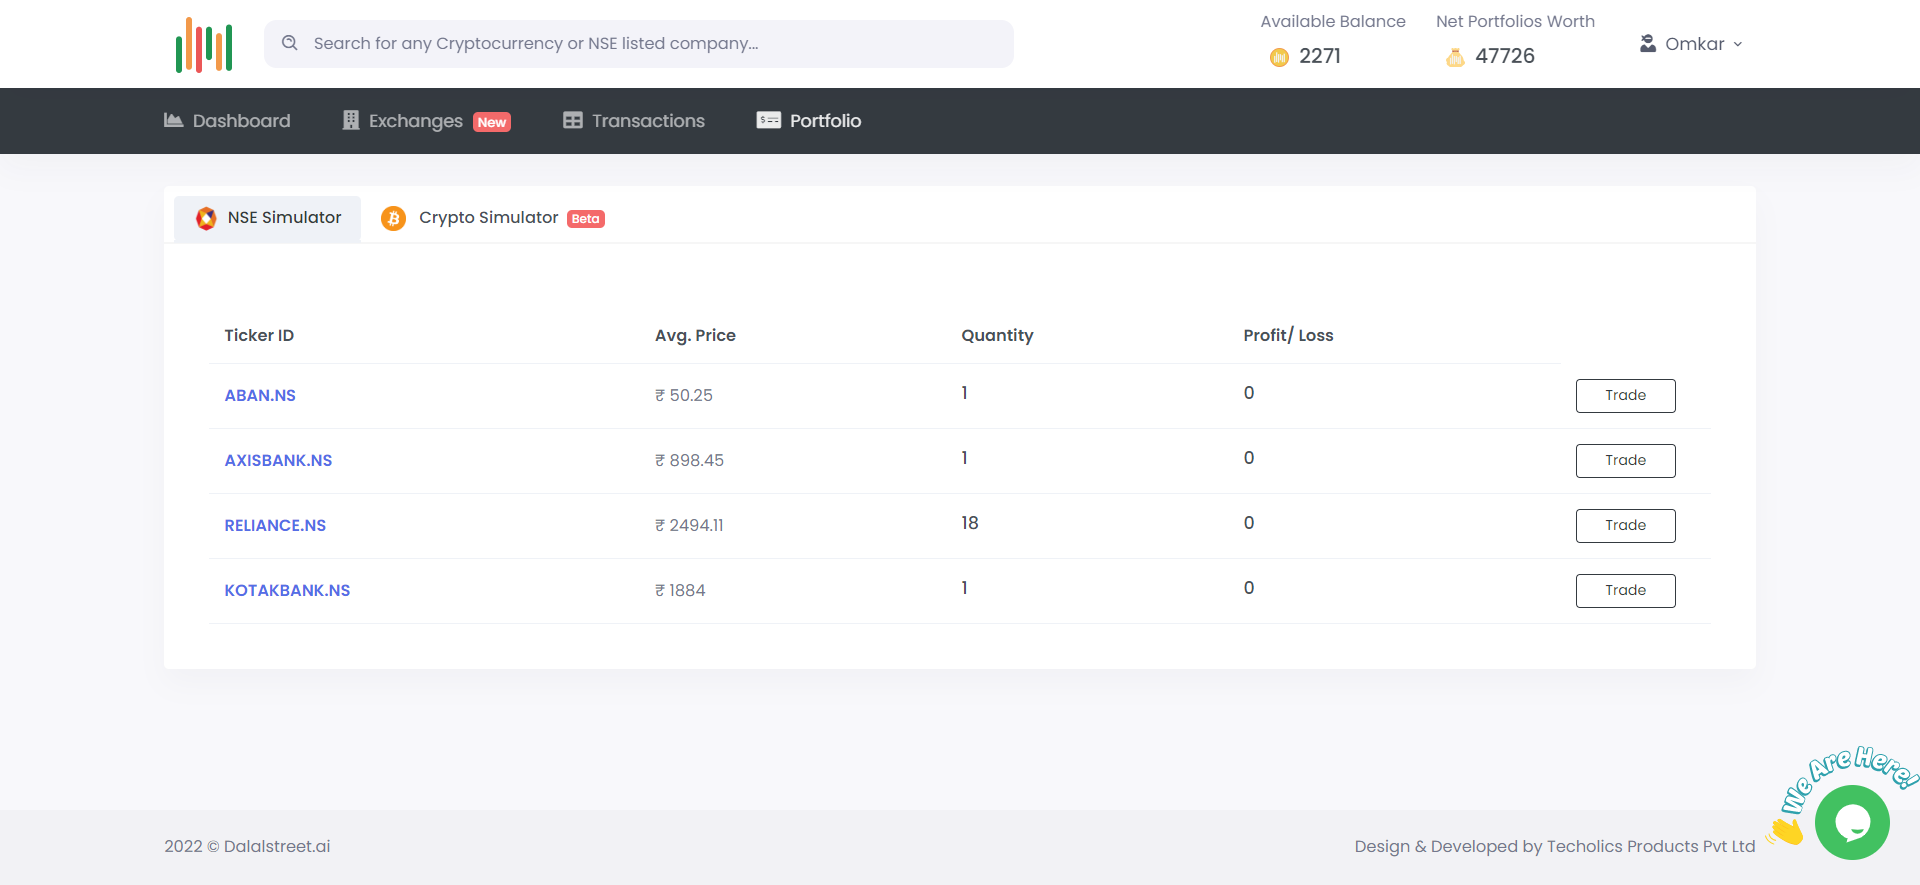 Search for any Cryptocurrency or NSE listed company...
Available Balance
2271
Net Portfolios Worth
47726
Omkar
Dashboard
Exchanges New
Transactions
Portfolio
NSE Simulator
Crypto Simulator Beta
Ticker ID Avg. Price Quantity Profit/ Loss
ABAN.NS ₹ 50.25 1 0 Trade
AXISBANK.NS ₹ 898.45 1 0 Trade
RELIANCE.NS ₹ 2494.11 18 0 Trade
KOTAKBANK.NS ₹ 1884 1 0 Trade
We Are Here!
2022 © Dalalstreet.ai
Design & Developed by Techolics Products Pvt Ltd